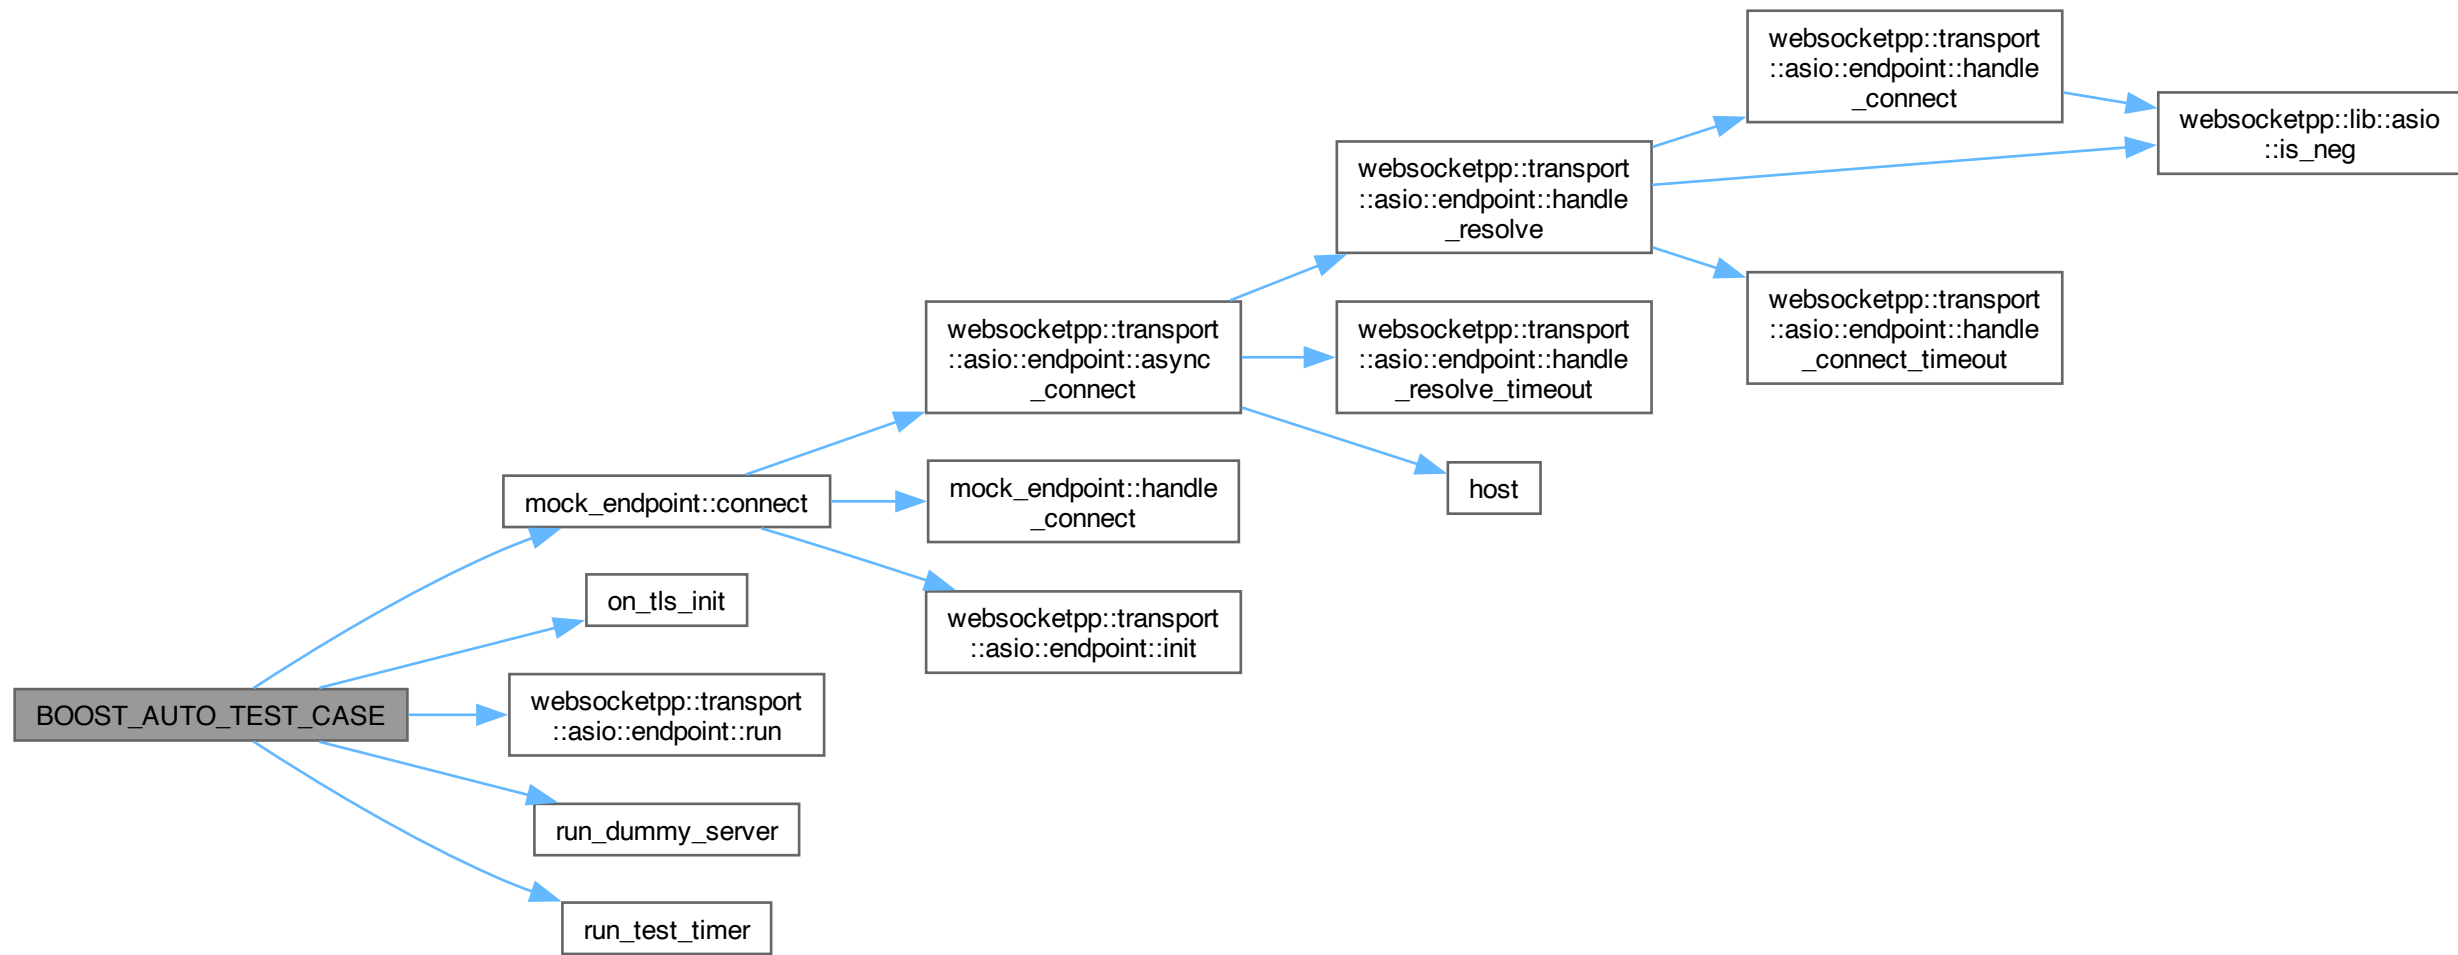 websocketpp::transport
::asio::endpoint::handle
_connect
websocketpp::lib::asio
::is_neg
websocketpp::transport
::asio::endpoint::handle
_resolve
websocketpp::transport
::asio::endpoint::handle
_connect_timeout
websocketpp::transport
::asio::endpoint::async
_connect
websocketpp::transport
::asio::endpoint::handle
_resolve_timeout
mock_endpoint::connect
mock_endpoint::handle
_connect
host
websocketpp::transport
::asio::endpoint::init
on_tls_init
BOOST_AUTO_TEST_CASE
websocketpp::transport
::asio::endpoint::run
run_dummy_server
run_test_timer